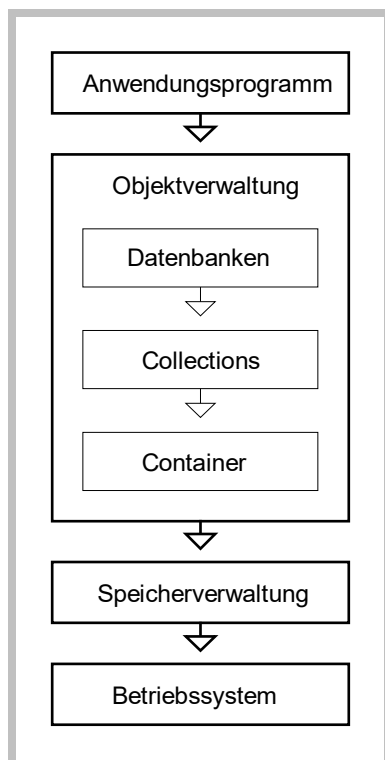 Anwendungsprogramm
Objektverwaltung
Datenbanken
Collections
Container
Speicherverwaltung
Betriebssystem